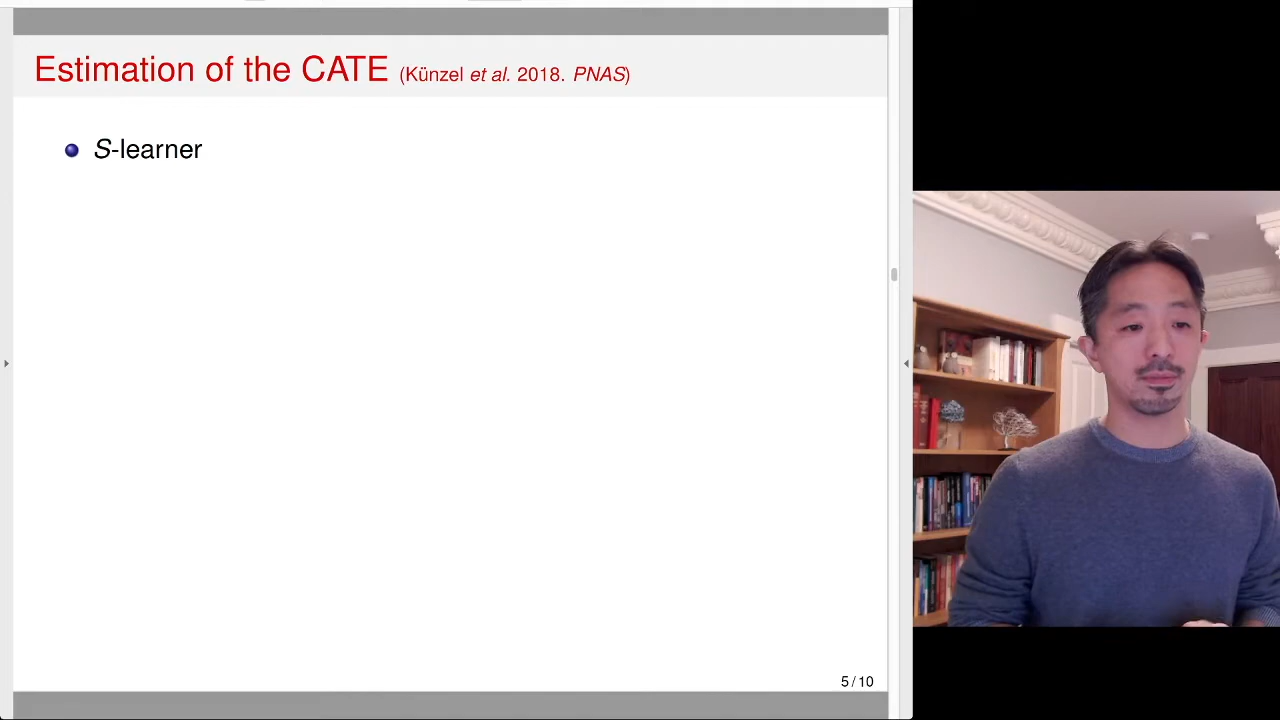 Estimation of the CATE (Künzel et al. 2018. PNAS)
S-learner
5 / 10